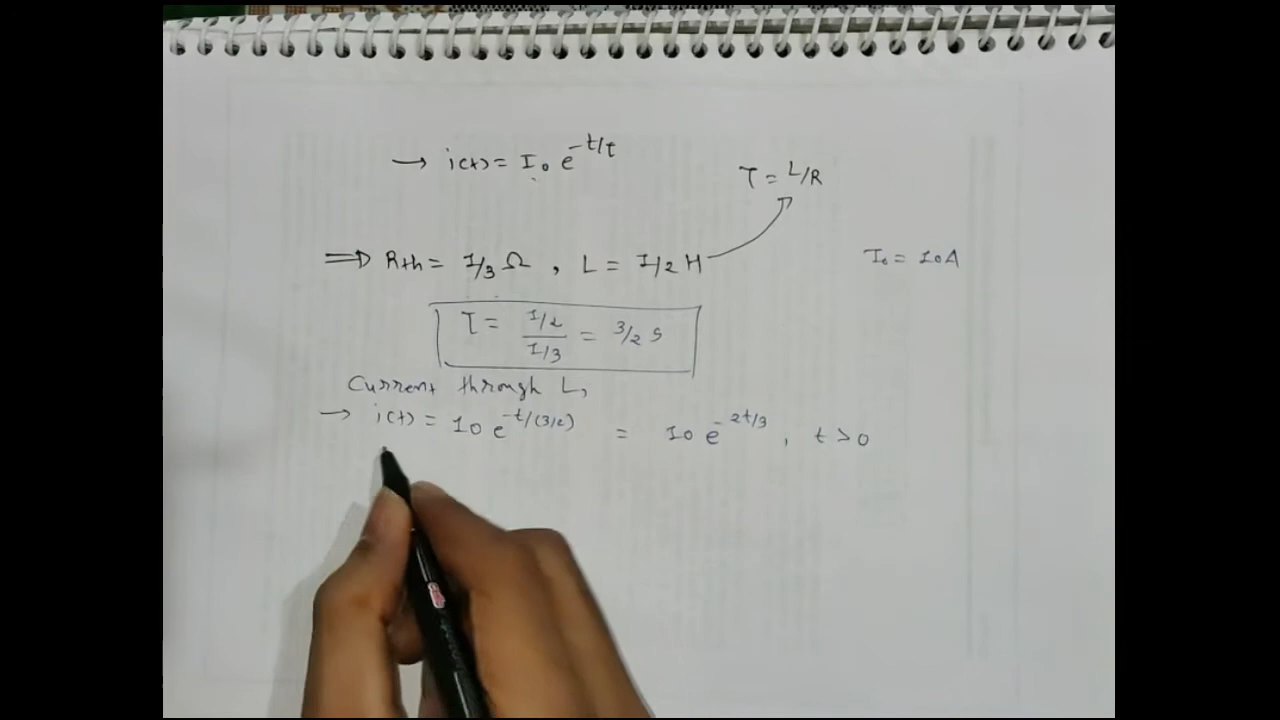 → i(t) = I₀ e^(-t/τ)
τ = L/R
⇒ Rth = 1/3 Ω , L = 1/2 H
I₀ = 10A
τ = (1/2)/(1/3) = 3/2 s
Current through L,
→ i(t) = 10 e^(-t/(3/2)) = 10 e^(-2t/3) , t > 0